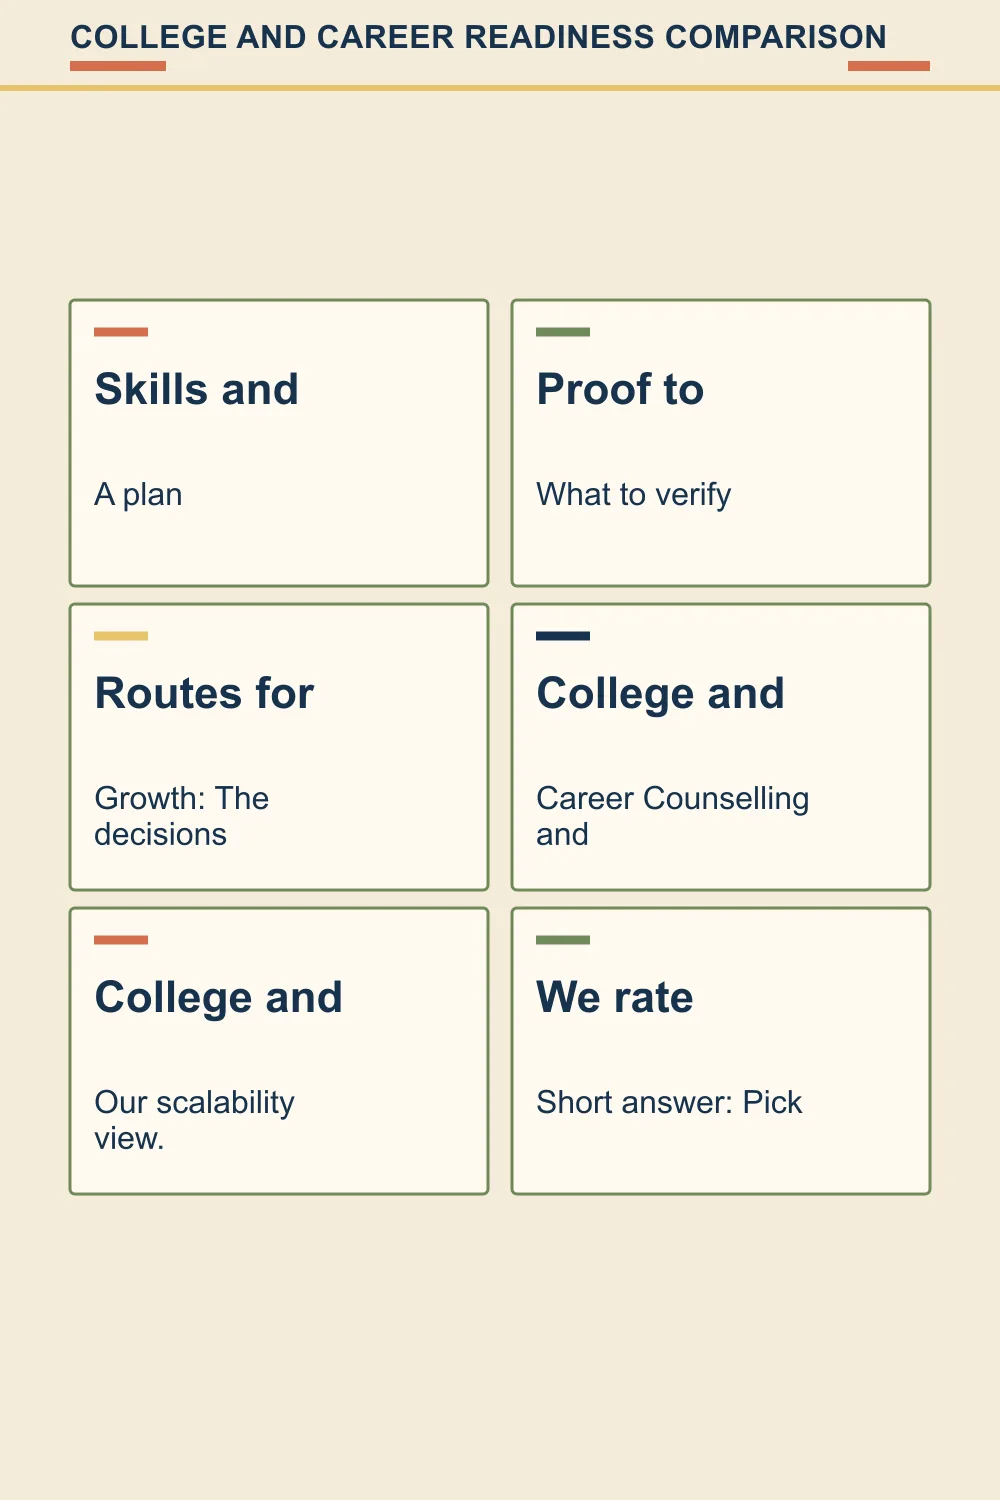 COLLEGE AND CAREER READINESS COMPARISON
Skills and
A plan
Proof to
What to verify
Routes for
Growth: The
decisions
College and
Career Counselling
and
College and
Our scalability
view.
We rate
Short answer: Pick